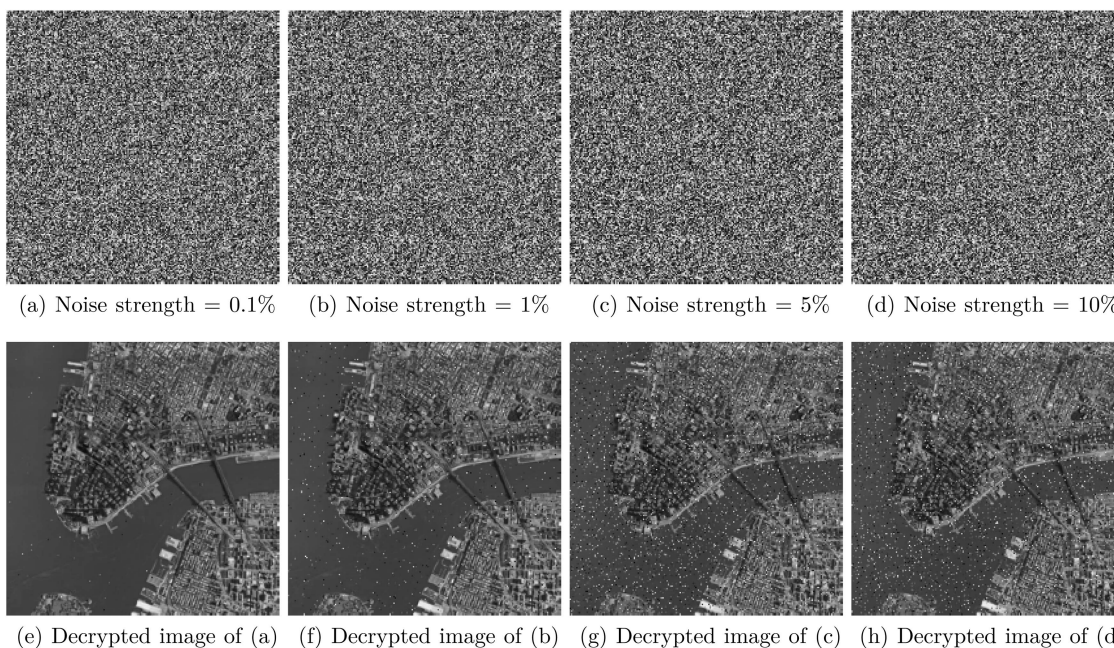 (a) Noise strength = 0.1% (b) Noise strength = 1% (c) Noise strength = 5% (d) Noise strength = 10%
(e) Decrypted image of (a) (f) Decrypted image of (b) (g) Decrypted image of (c) (h) Decrypted image of (d